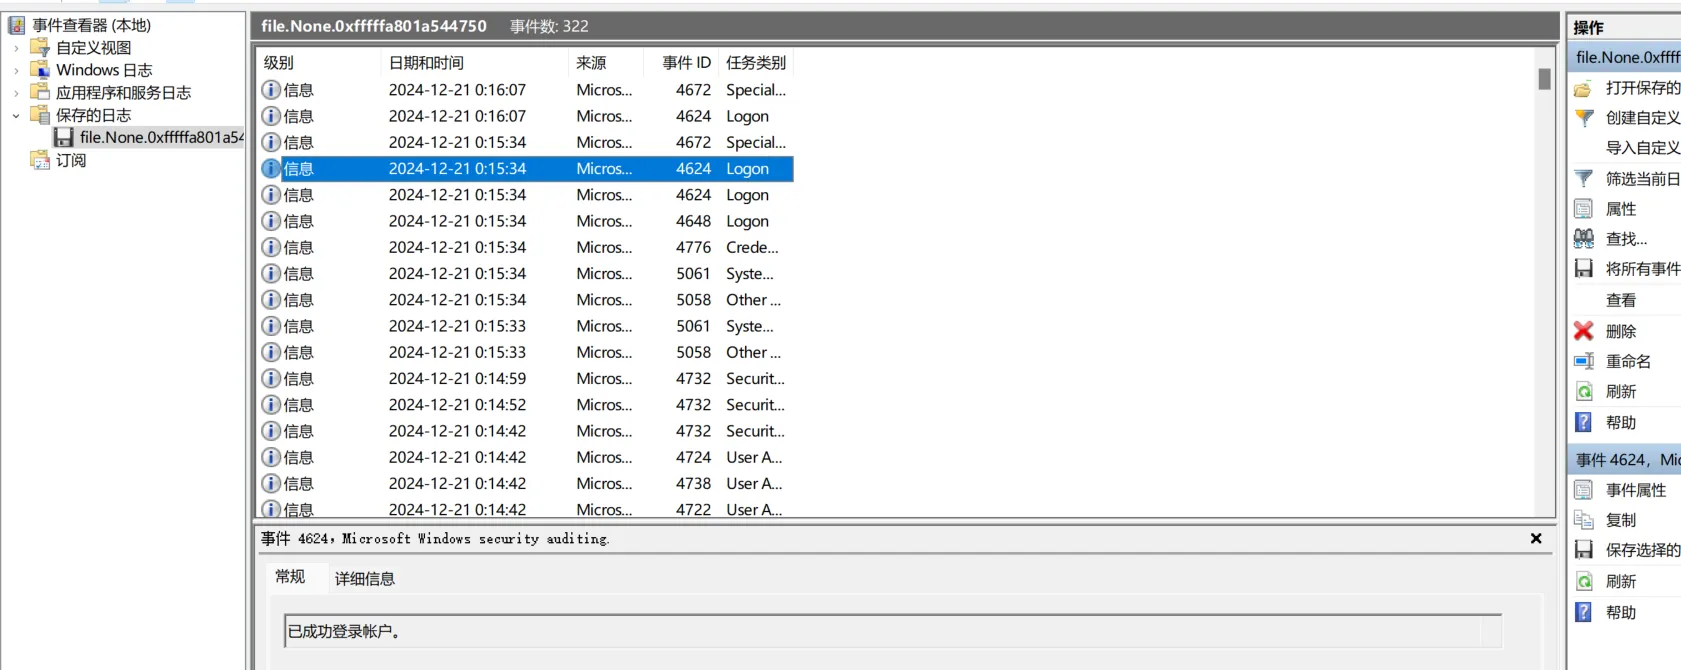 事件查看器 (本地)
自定义视图
Windows 日志
应用程序和服务日志
保存的日志
file.None.0xfffffa801a54
订阅
file.None.0xfffffa801a544750 事件数: 322
级别 日期和时间 来源 事件 ID 任务类别
信息 2024-12-21 0:16:07 Micros... 4672 Special...
信息 2024-12-21 0:16:07 Micros... 4624 Logon
信息 2024-12-21 0:15:34 Micros... 4672 Special...
信息 2024-12-21 0:15:34 Micros... 4624 Logon
信息 2024-12-21 0:15:34 Micros... 4624 Logon
信息 2024-12-21 0:15:34 Micros... 4648 Logon
信息 2024-12-21 0:15:34 Micros... 4776 Crede...
信息 2024-12-21 0:15:34 Micros... 5061 Syste...
信息 2024-12-21 0:15:34 Micros... 5058 Other ...
信息 2024-12-21 0:15:33 Micros... 5061 Syste...
信息 2024-12-21 0:15:33 Micros... 5058 Other ...
信息 2024-12-21 0:14:59 Micros... 4732 Securit...
信息 2024-12-21 0:14:52 Micros... 4732 Securit...
信息 2024-12-21 0:14:42 Micros... 4732 Securit...
信息 2024-12-21 0:14:42 Micros... 4724 User A...
信息 2024-12-21 0:14:42 Micros... 4738 User A...
信息 2024-12-21 0:14:42 Micros... 4722 User A...
事件 4624，Microsoft Windows security auditing.
常规 详细信息
已成功登录帐户。
操作
file.None.0xffff
打开保存的
创建自定义
导入自定义
筛选当前日
属性
查找...
将所有事件
查看
删除
重命名
刷新
帮助
事件 4624，Mic
事件属性
复制
保存选择的
刷新
帮助